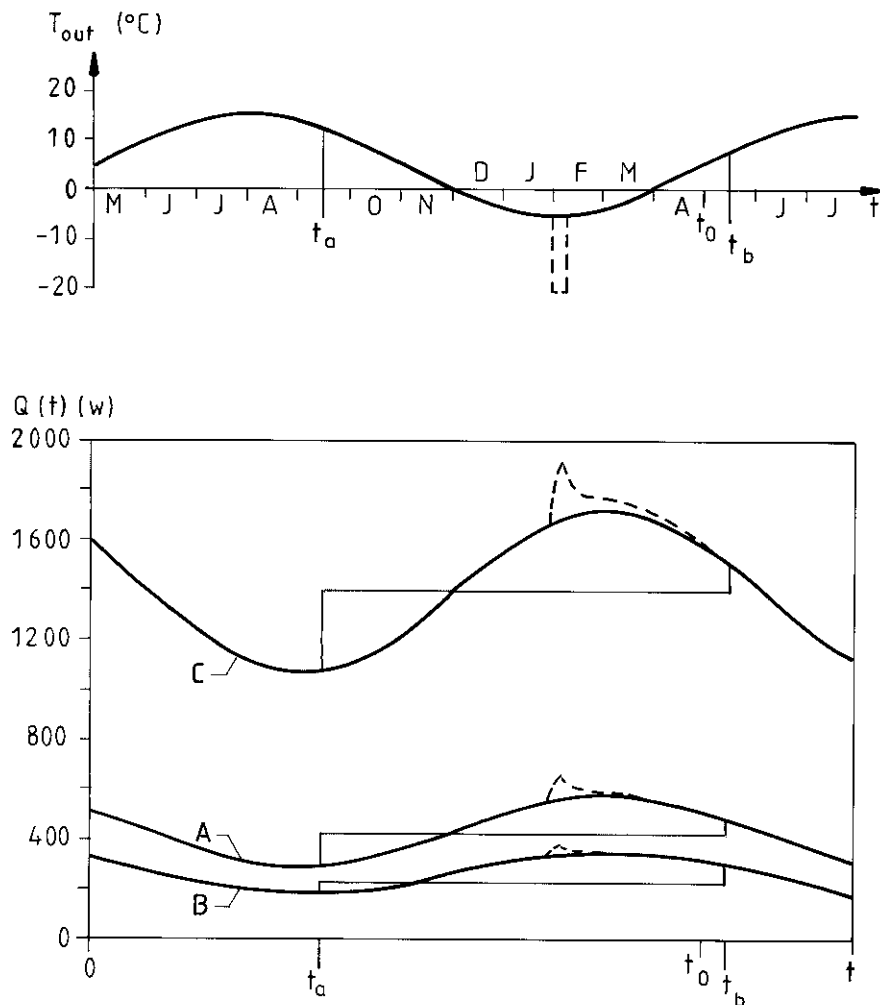 T_out (°C)
20
10
0
-10
-20
M J J A O N D J F M A t_0 J J t
t_a
t_b
Q (t) (w)
2000
1600
1200
800
400
0
C
A
B
0 t_a t_0 t_b t